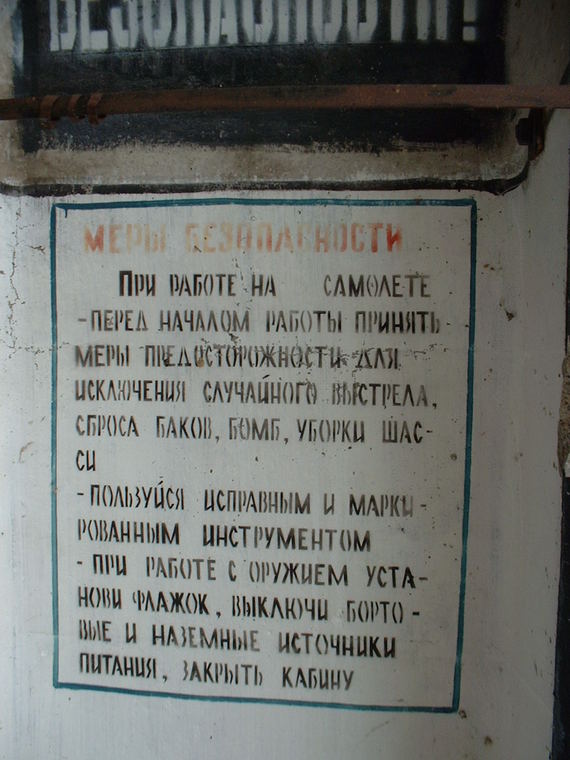 БЕЗОПАСНОСТИ!
МЕРЫ БЕЗОПАСНОСТИ
ПРИ РАБОТЕ НА САМОЛЕТЕ
-ПЕРЕД НАЧАЛОМ РАБОТЫ ПРИНЯТЬ
МЕРЫ ПРЕДОСТОРОЖНОСТИ ДЛЯ
ИСКЛЮЧЕНИЯ СЛУЧАЙНОГО ВЫСТРЕЛА,
СБРОСА БАКОВ, БОМБ, УБОРКИ ШАС-
СИ
-ПОЛЬЗУЙСЯ ИСПРАВНЫМ И МАРКИ-
РОВАННЫМ ИНСТРУМЕНТОМ
- ПРИ РАБОТЕ С ОРУЖИЕМ УСТА-
НОВИ ФЛАЖОК, ВЫКЛЮЧИ БОРТО-
ВЫЕ И НАЗЕМНЫЕ ИСТОЧНИКИ
ПИТАНИЯ, ЗАКРЫТЬ КАБИНУ